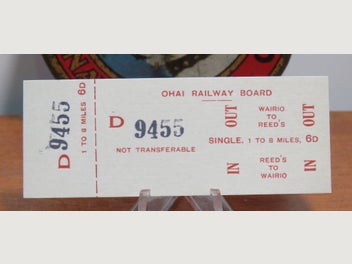 D 9455
1 TO 8 MILES, 6D
OHAI RAILWAY BOARD
D 9455
NOT TRANSFERABLE
OUT
WAIRIO
TO
REED'S
OUT
SINGLE, 1 TO 8 MILES, 6D
IN
REED'S
TO
WAIRIO
IN